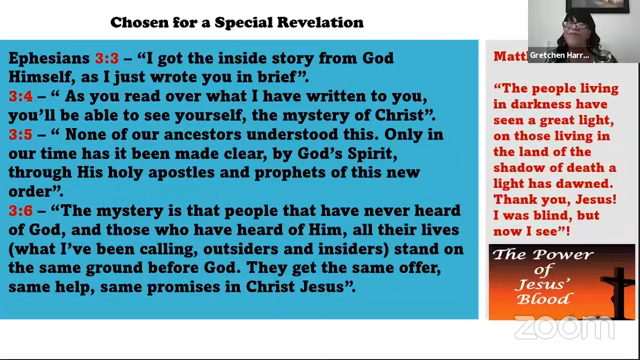 Chosen for a Special Revelation
Ephesians 3:3 – “I got the inside story from God
Himself, as I just wrote you in brief”.
3:4 – “ As you read over what I have written to you,
you’ll be able to see yourself, the mystery of Christ”.
3:5 – “ None of our ancestors understood this. Only in
our time has it been made clear, by God’s Spirit,
through His holy apostles and prophets of this new
order”.
3:6 – “The mystery is that people that have never heard
of God, and those who have heard of Him, all their lives
(what I’ve been calling, outsiders and insiders) stand on
the same ground before God. They get the same offer,
same help, same promises in Christ Jesus”.
Gretchen Harr...
“The people living
in darkness have
seen a great light,
on those living in
the land of the
shadow of death a
light has dawned.
Thank you, Jesus!
I was blind, but
now I see”!
The Power
of
Jesus’
Blood
zoom